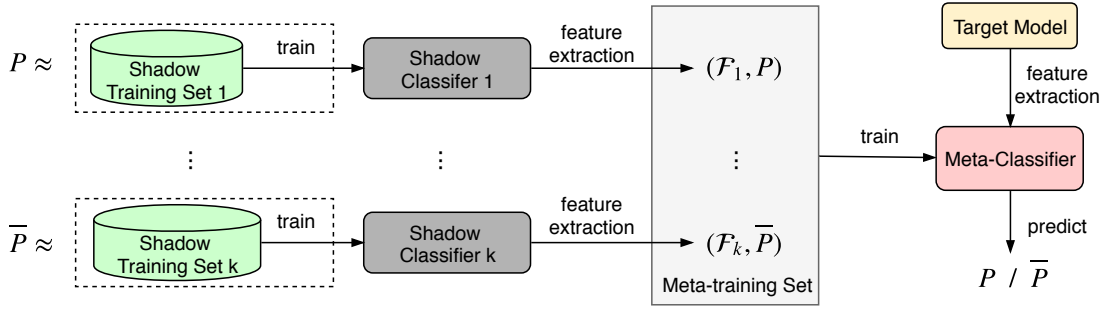 P ≈
Shadow
Training Set 1
train
Shadow
Classifer 1
feature
extraction
(ℱ₁, P)
Target Model
feature
extraction
⋮
⋮
⋮
train
Meta-Classifier
P̅ ≈
Shadow
Training Set k
train
Shadow
Classifier k
feature
extraction
(ℱₖ, P̅)
Meta-training Set
predict
P / P̅